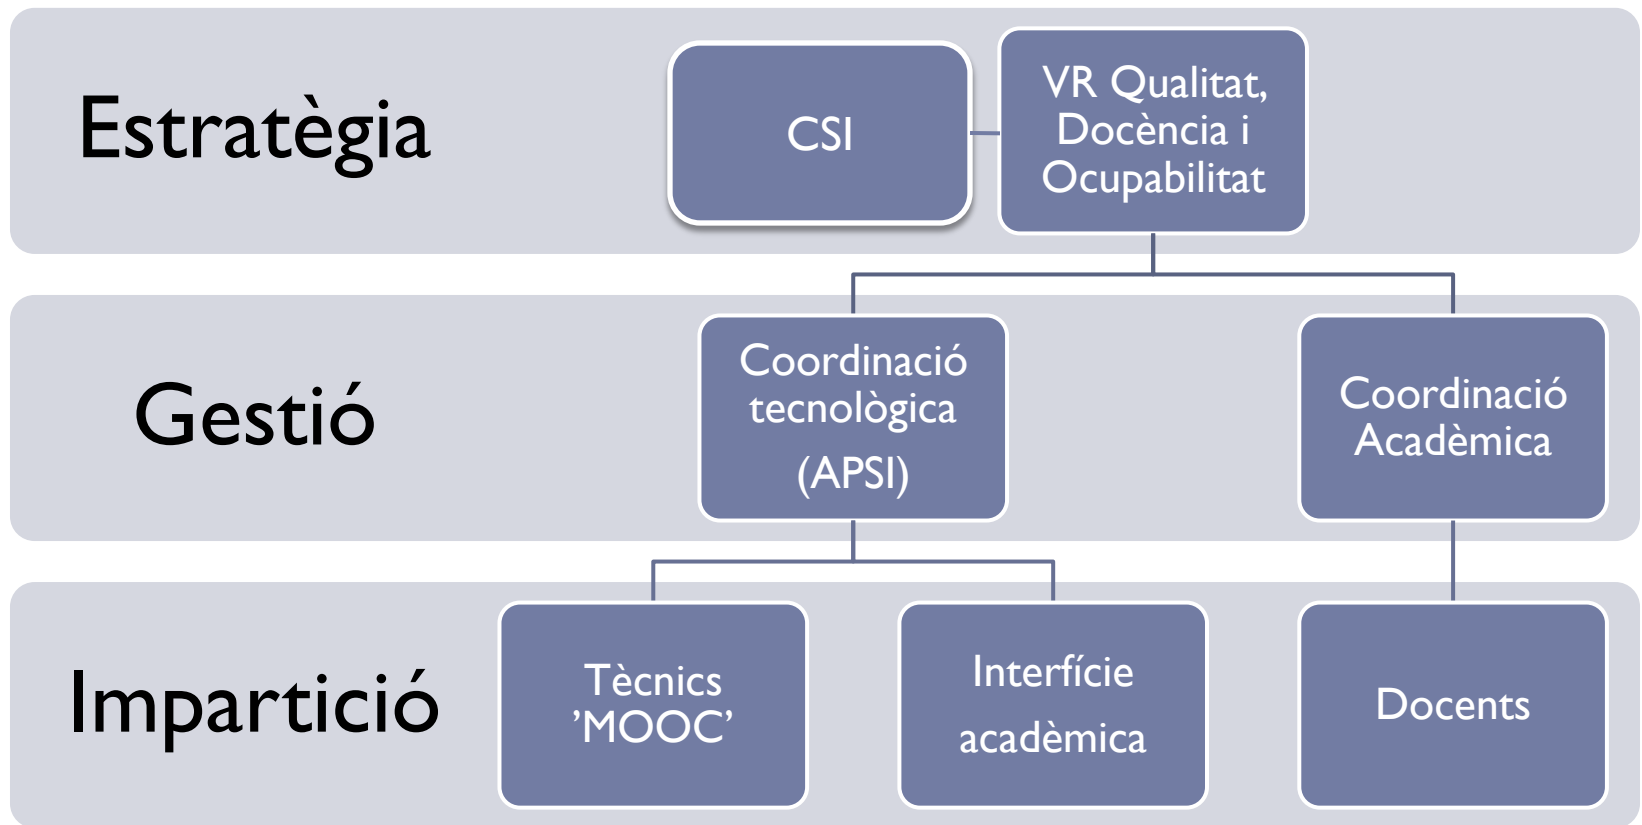 Estratègia
CSI
VR Qualitat,
Docència i
Ocupabilitat
Gestió
Coordinació
tecnològica
(APSI)
Coordinació
Acadèmica
Impartició
Tècnics
’MOOC’
Interfície
acadèmica
Docents